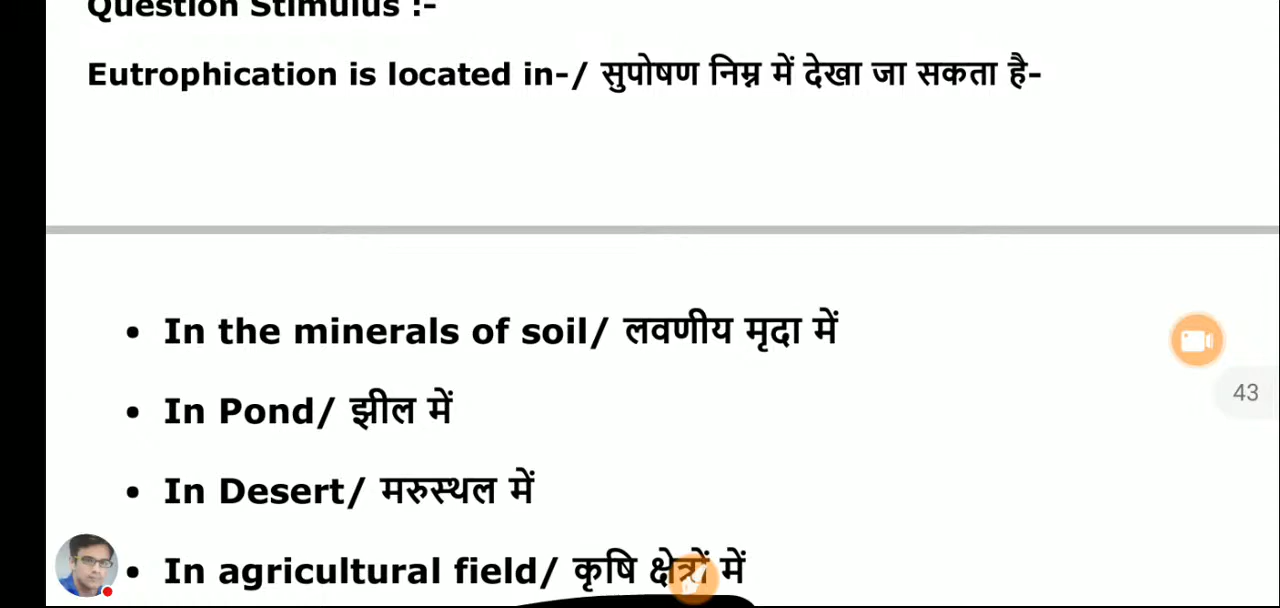 Question Stimulus :-
Eutrophication is located in-/ सुपोषण निम्न में देखा जा सकता है-
• In the minerals of soil/ लवणीय मृदा में
43
• In Pond/ झील में
• In Desert/ मरुस्थल में
• In agricultural field/ कृषि क्षेत्रों में